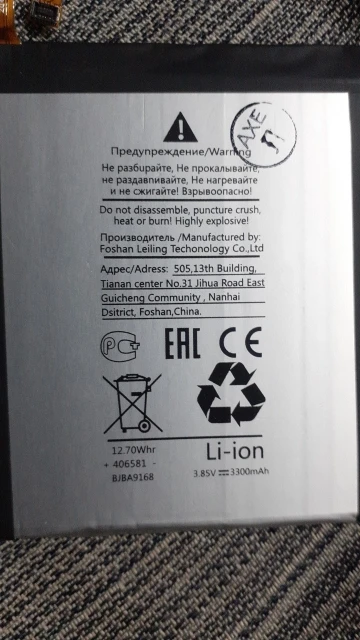 Предупреждение/Warning
Не разбирайте, Не прокалывайте,
не раздавливайте, Не нагревайте
и не сжигайте! Взрывоопасно!
Do not disassemble, puncture crush,
heat or burn! Highly explosive!
Производитель /Manufactured by:
Foshan Leiling Techonology Co.,Ltd
Адрес/Adress: 505,13th Building,
Tianan center No.31 Jihua Road East
Guicheng Community , Nanhai
Dsitrict, Foshan,China.
PC EAC CE
12.70Whr
Li-ion
+ 406581 -
3.85V ⎓ 3300mAh
BJBA9168
AXE